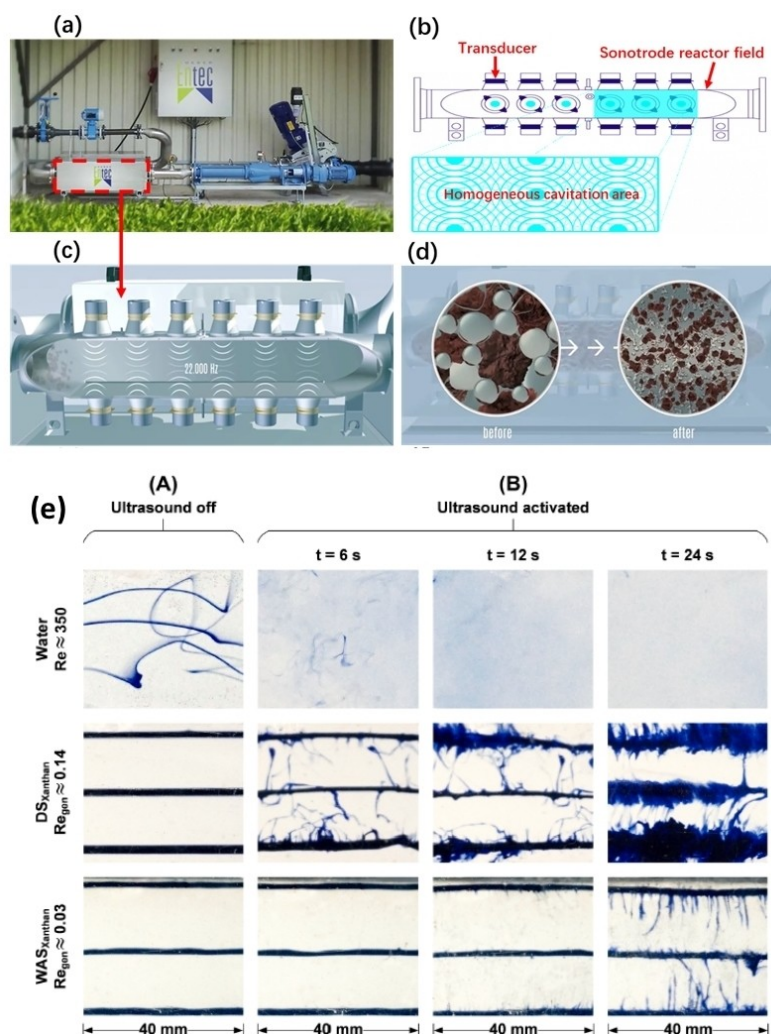 (a)
Entec
Entec
(b)
Transducer
Sonotrode reactor field
Homogeneous cavitation area
(c)
22.000 Hz
(d)
before
after
(e)
(A)
Ultrasound off
(B)
Ultrasound activated
t = 6 s
t = 12 s
t = 24 s
Water
Re ≈ 350
DSXanthan
Regen ≈ 0.14
WASXanthan
Regen ≈ 0.03
40 mm
40 mm
40 mm
40 mm